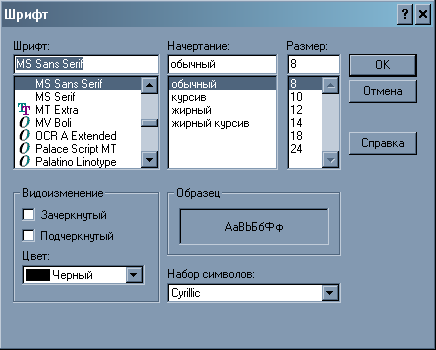 Шрифт
Шрифт: Начертание: Размер:
MS Sans Serif обычный 8 OK
MS Sans Serif обычный 8 Отмена
MS Serif курсив 10
MT Extra жирный 12
MV Boli жирный курсив 14 Справка
OCR A Extended 18
Palace Script MT 24
Palatino Linotype
Видоизменение
Зачеркнутый
Подчеркнутый
Цвет:
Черный
Образец
АаВЬБбФф
Набор символов:
Cyrillic